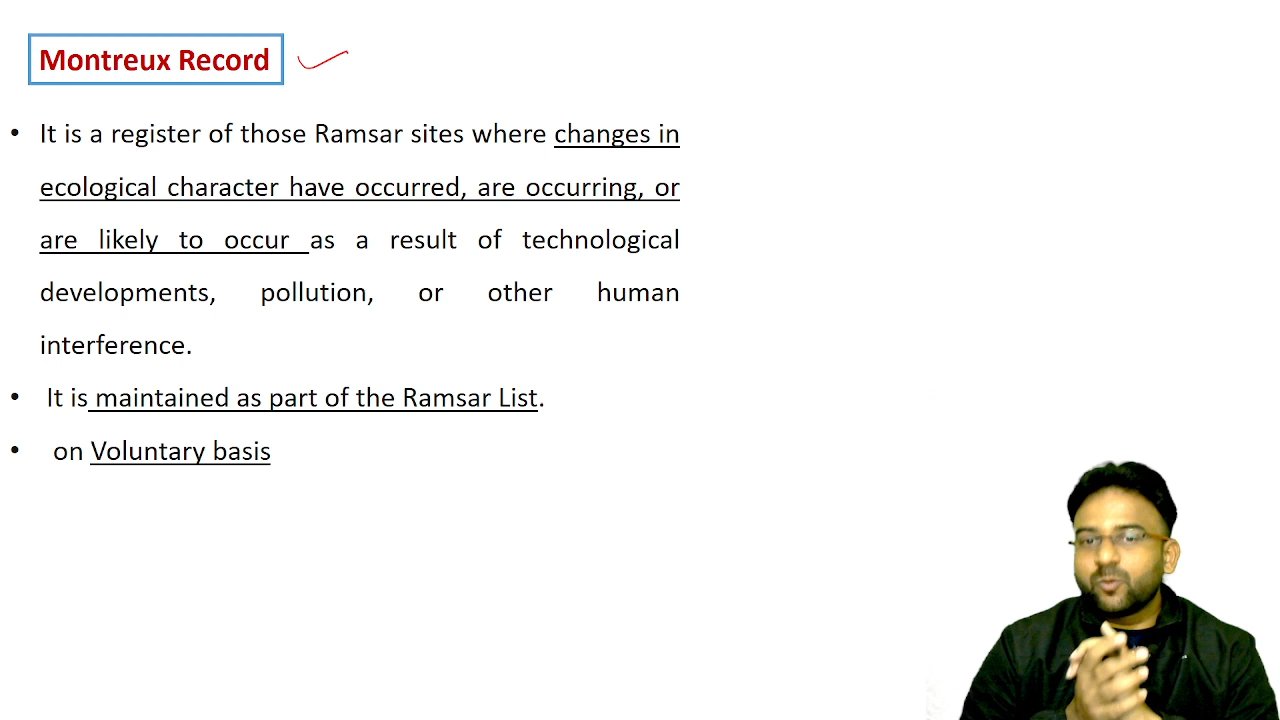 Montreux Record
• It is a register of those Ramsar sites where changes in
ecological character have occurred, are occurring, or
are likely to occur as a result of technological
developments, pollution, or other human
interference.
• It is maintained as part of the Ramsar List.
• on Voluntary basis